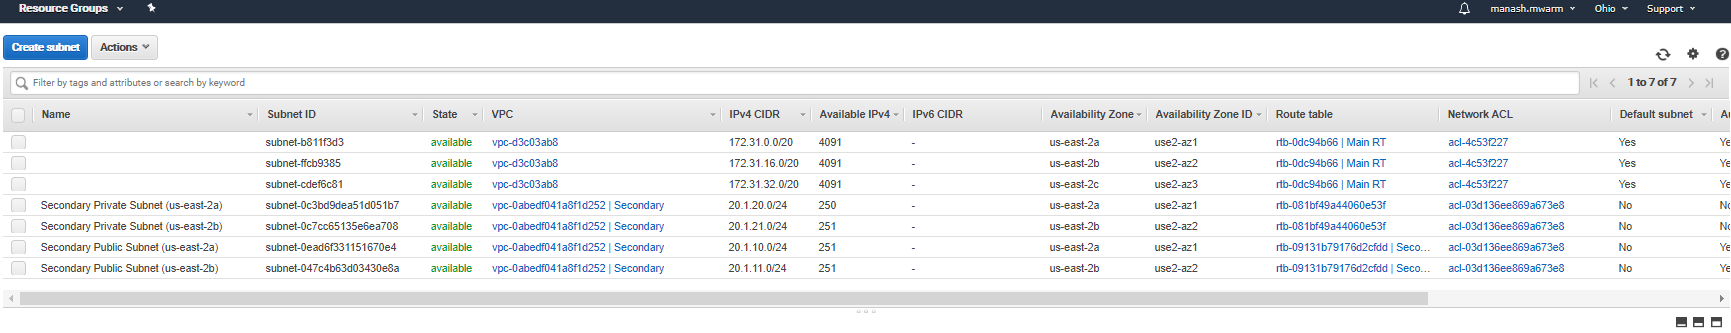 Resource Groups manash.mwarm Ohio Support
Create subnet Actions
Filter by tags and attributes or search by keyword 1 to 7 of 7
Name Subnet ID State VPC IPv4 CIDR Available IPv4 IPv6 CIDR Availability Zone Availability Zone ID Route table Network ACL Default subnet Au
subnet-b811f3d3 available vpc-d3c03ab8 172.31.0.0/20 4091 - us-east-2a use2-az1 rtb-0dc94b66 | Main RT acl-4c53f227 Yes Ye
subnet-ffcb9385 available vpc-d3c03ab8 172.31.16.0/20 4091 - us-east-2b use2-az2 rtb-0dc94b66 | Main RT acl-4c53f227 Yes Ye
subnet-cdef6c81 available vpc-d3c03ab8 172.31.32.0/20 4091 - us-east-2c use2-az3 rtb-0dc94b66 | Main RT acl-4c53f227 Yes Ye
Secondary Private Subnet (us-east-2a) subnet-0c3bd9dea51d051b7 available vpc-0abedf041a8f1d252 | Secondary 20.1.20.0/24 250 - us-east-2a use2-az1 rtb-081bf49a44060e53f acl-03d136ee869a673e8 No No
Secondary Private Subnet (us-east-2b) subnet-0c7cc65135e6ea708 available vpc-0abedf041a8f1d252 | Secondary 20.1.21.0/24 251 - us-east-2b use2-az2 rtb-081bf49a44060e53f acl-03d136ee869a673e8 No No
Secondary Public Subnet (us-east-2a) subnet-0ead6f331151670e4 available vpc-0abedf041a8f1d252 | Secondary 20.1.10.0/24 251 - us-east-2a use2-az1 rtb-09131b79176d2cfdd | Seco... acl-03d136ee869a673e8 No Ye
Secondary Public Subnet (us-east-2b) subnet-047c4b63d03430e8a available vpc-0abedf041a8f1d252 | Secondary 20.1.11.0/24 251 - us-east-2b use2-az2 rtb-09131b79176d2cfdd | Seco... acl-03d136ee869a673e8 No Ye